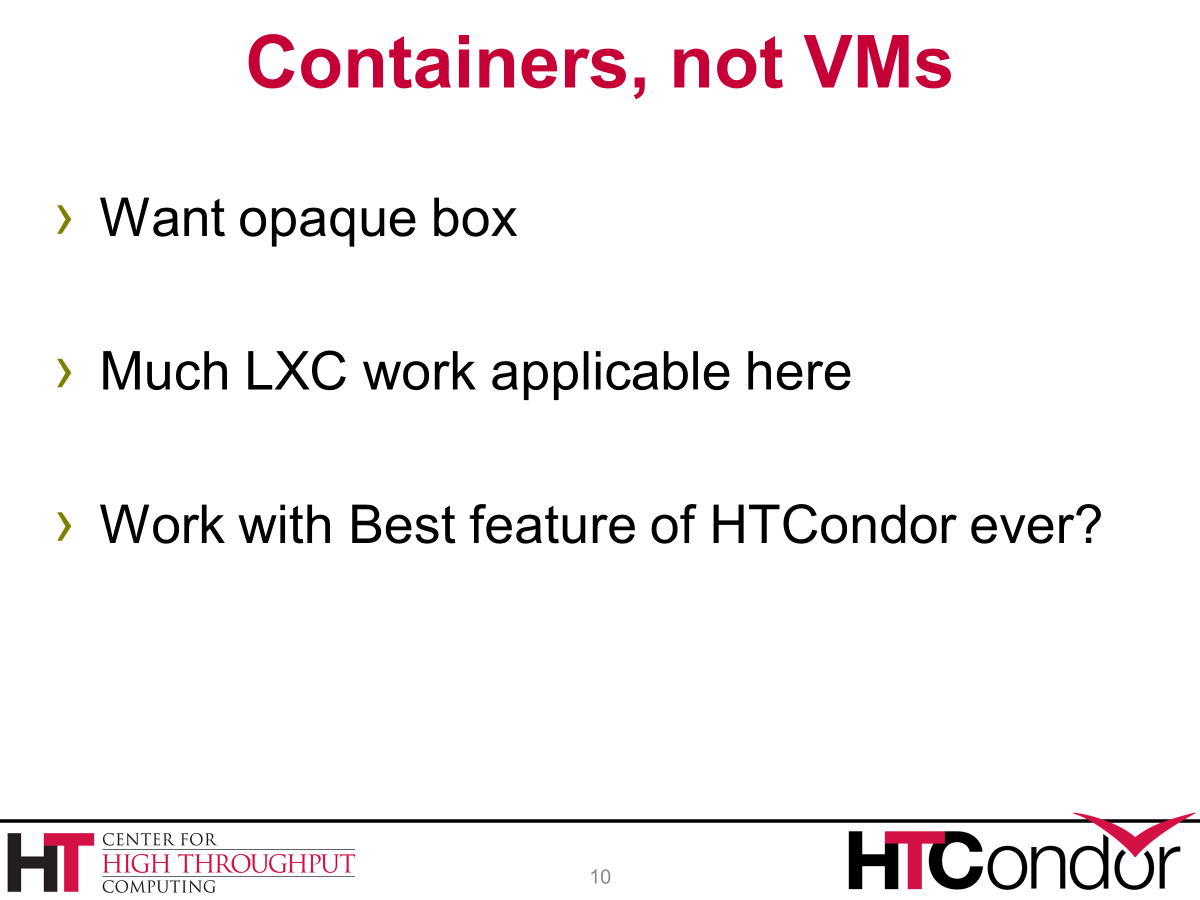 Containers, not VMs
› Want opaque box
› Much LXC work applicable here
› Work with Best feature of HTCondor ever?
HT
CENTER FOR
HIGH THROUGHPUT
COMPUTING
10
HTCondor